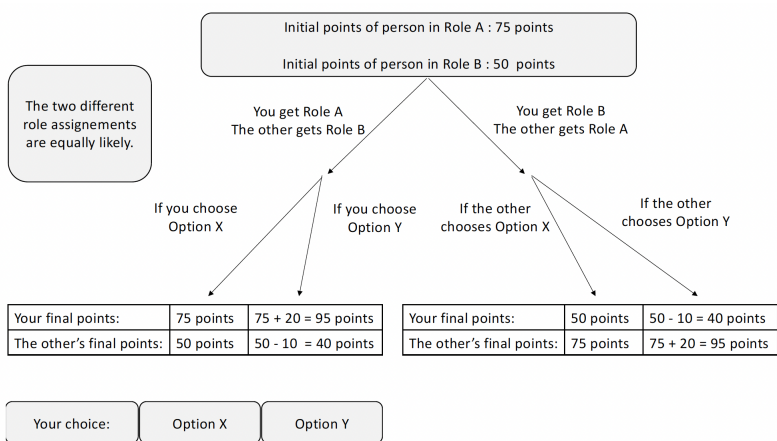 Initial points of person in Role A : 75 points
Initial points of person in Role B : 50 points
The two different
role assignements
are equally likely.
You get Role A
The other gets Role B
You get Role B
The other gets Role A
If you choose
Option X
If you choose
Option Y
If the other
chooses Option X
If the other
chooses Option Y
Your final points: 75 points 75 + 20 = 95 points
The other's final points: 50 points 50 - 10 = 40 points
Your final points: 50 points 50 - 10 = 40 points
The other's final points: 75 points 75 + 20 = 95 points
Your choice: Option X Option Y